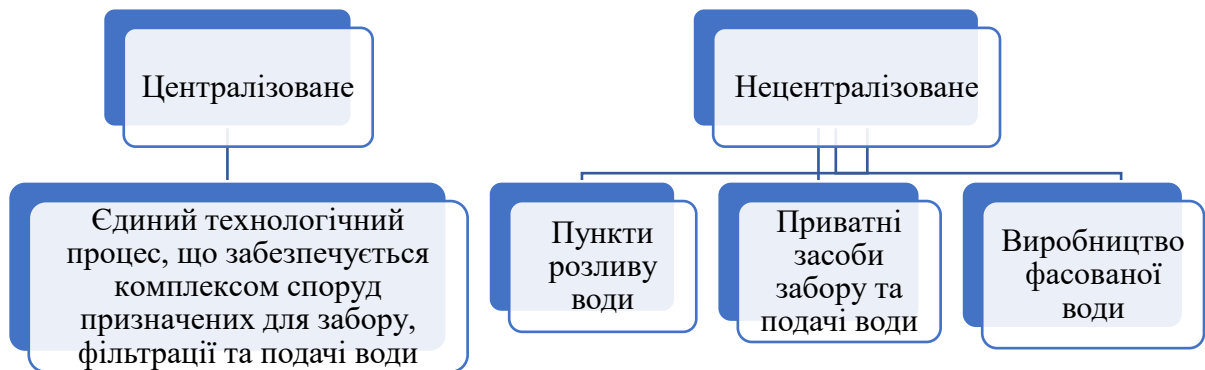 Централізоване
Нецентралізоване
Єдиний технологічний
процес, що забезпечується
комплексом споруд
призначених для забору,
фільтрації та подачі води
Пункти
розливу
води
Приватні
засоби
забору та
подачі води
Виробництво
фасованої
води